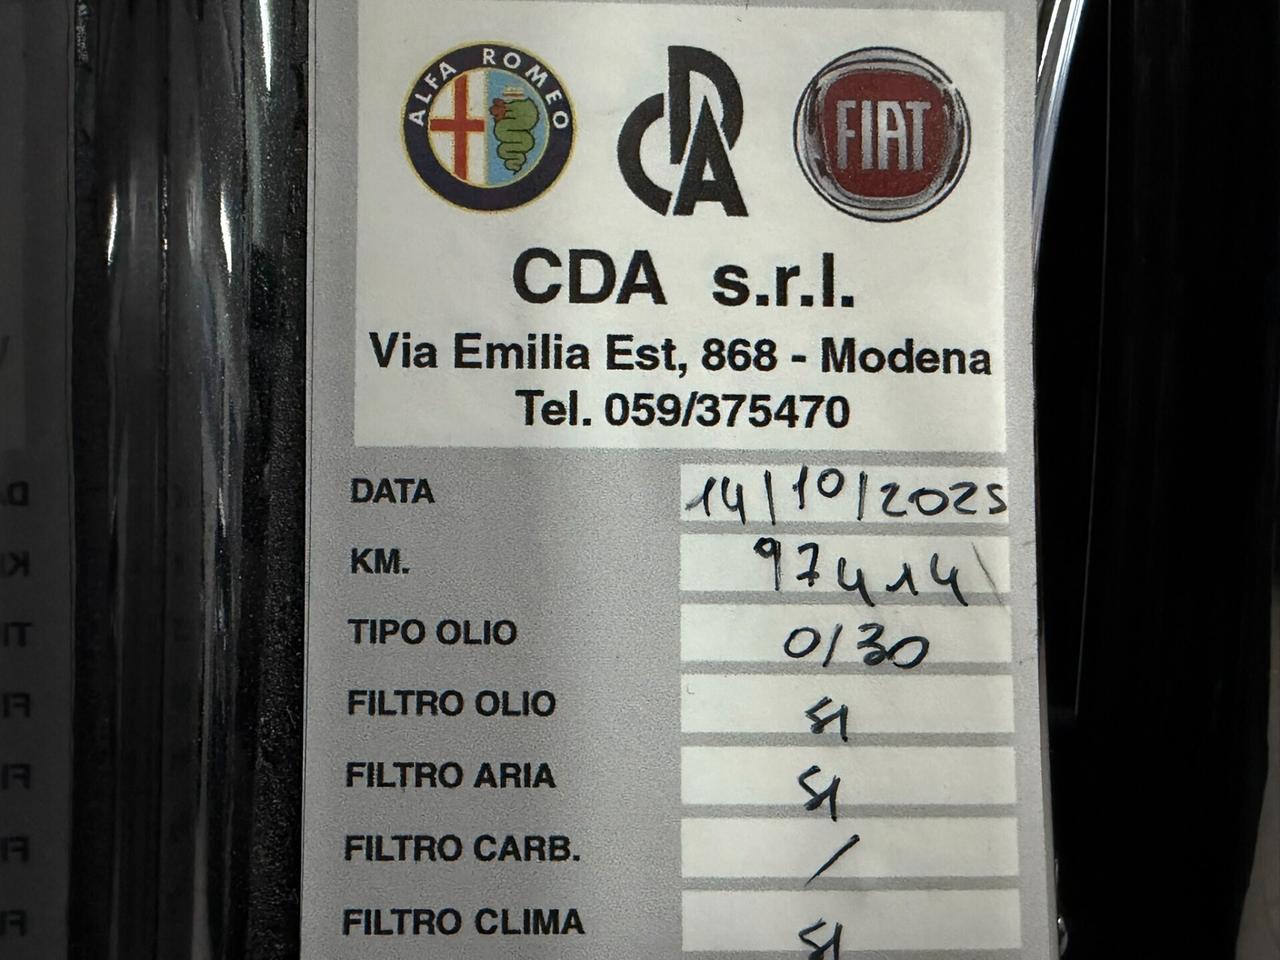 ALFA ROMEO
CDA
FIAT
CDA s.r.l.
Via Emilia Est, 868 - Modena
Tel. 059/375470
DATA 14/10/2025
KM. 97414
TIPO OLIO 0/30
FILTRO OLIO SI
FILTRO ARIA SI
FILTRO CARB. /
FILTRO CLIMA SI